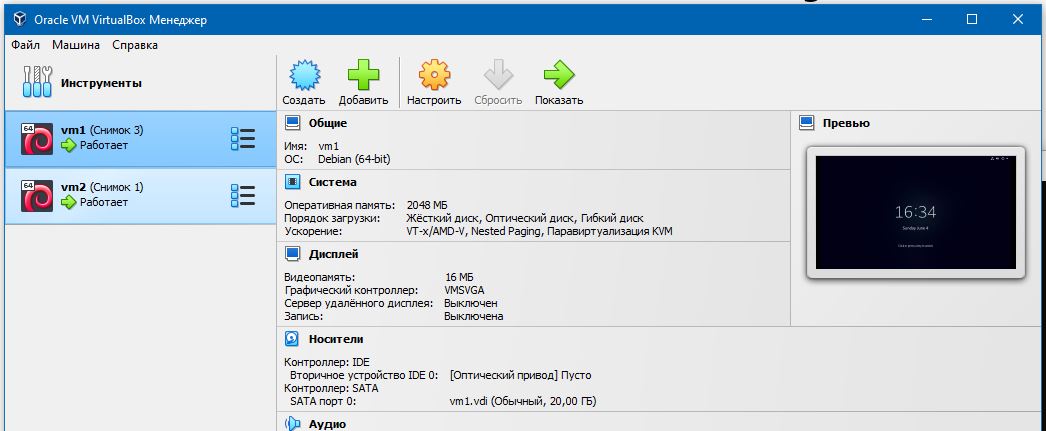 Oracle VM VirtualBox Менеджер
Файл Машина Справка
Инструменты
Создать Добавить Настроить Сбросить Показать
64
vm1 (Снимок 3)
Работает
64
vm2 (Снимок 1)
Работает
Общие
Имя: vm1
ОС: Debian (64-bit)
Система
Оперативная память: 2048 МБ
Порядок загрузки: Жёсткий диск, Оптический диск, Гибкий диск
Ускорение: VT-x/AMD-V, Nested Paging, Паравиртуализация KVM
Дисплей
Видеопамять: 16 МБ
Графический контроллер: VMSVGA
Сервер удалённого дисплея: Выключен
Запись: Выключена
Носители
Контроллер: IDE
Вторичное устройство IDE 0: [Оптический привод] Пусто
Контроллер: SATA
SATA порт 0: vm1.vdi (Обычный, 20,00 ГБ)
Аудио
Превью
16:34
Sunday June 4